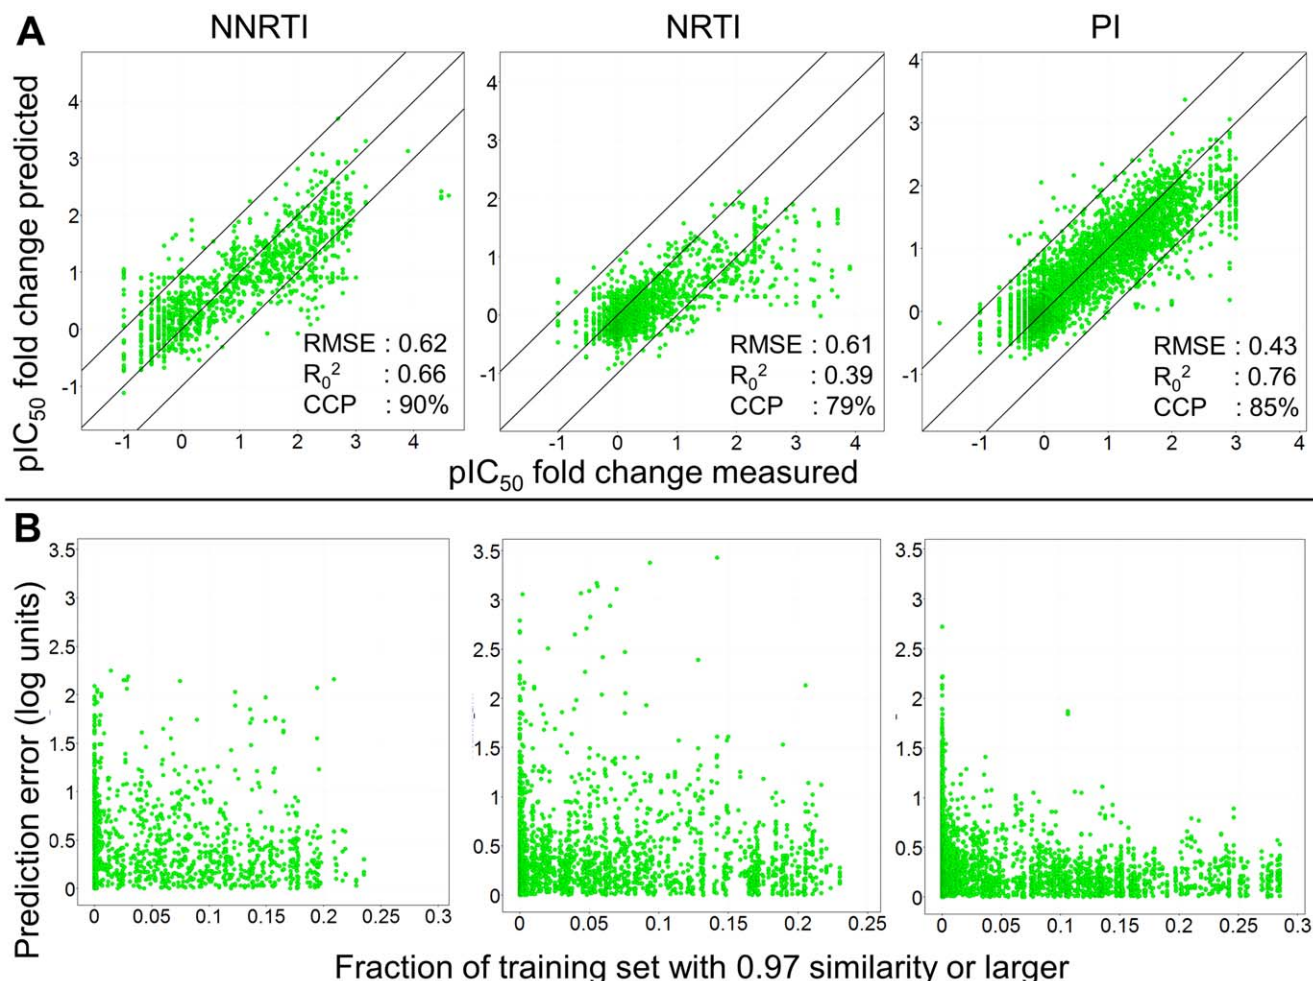 A
NNRTI
NRTI
PI
pIC50 fold change predicted
4
3
2
1
0
-1
RMSE : 0.62
R0² : 0.66
CCP : 90%
-1 0 1 2 3 4
4
3
2
1
0
-1
RMSE : 0.61
R0² : 0.39
CCP : 79%
-1 0 1 2 3 4
4
3
2
1
0
-1
RMSE : 0.43
R0² : 0.76
CCP : 85%
-1 0 1 2 3 4
pIC50 fold change measured
B
Prediction error (log units)
3.5
3
2.5
2
1.5
1
0.5
0
0 0.05 0.1 0.15 0.2 0.25 0.3
3.5
3
2.5
2
1.5
1
0.5
0
0 0.05 0.1 0.15 0.2 0.25
3.5
3
2.5
2
1.5
1
0.5
0
0 0.05 0.1 0.15 0.2 0.25 0.3
Fraction of training set with 0.97 similarity or larger